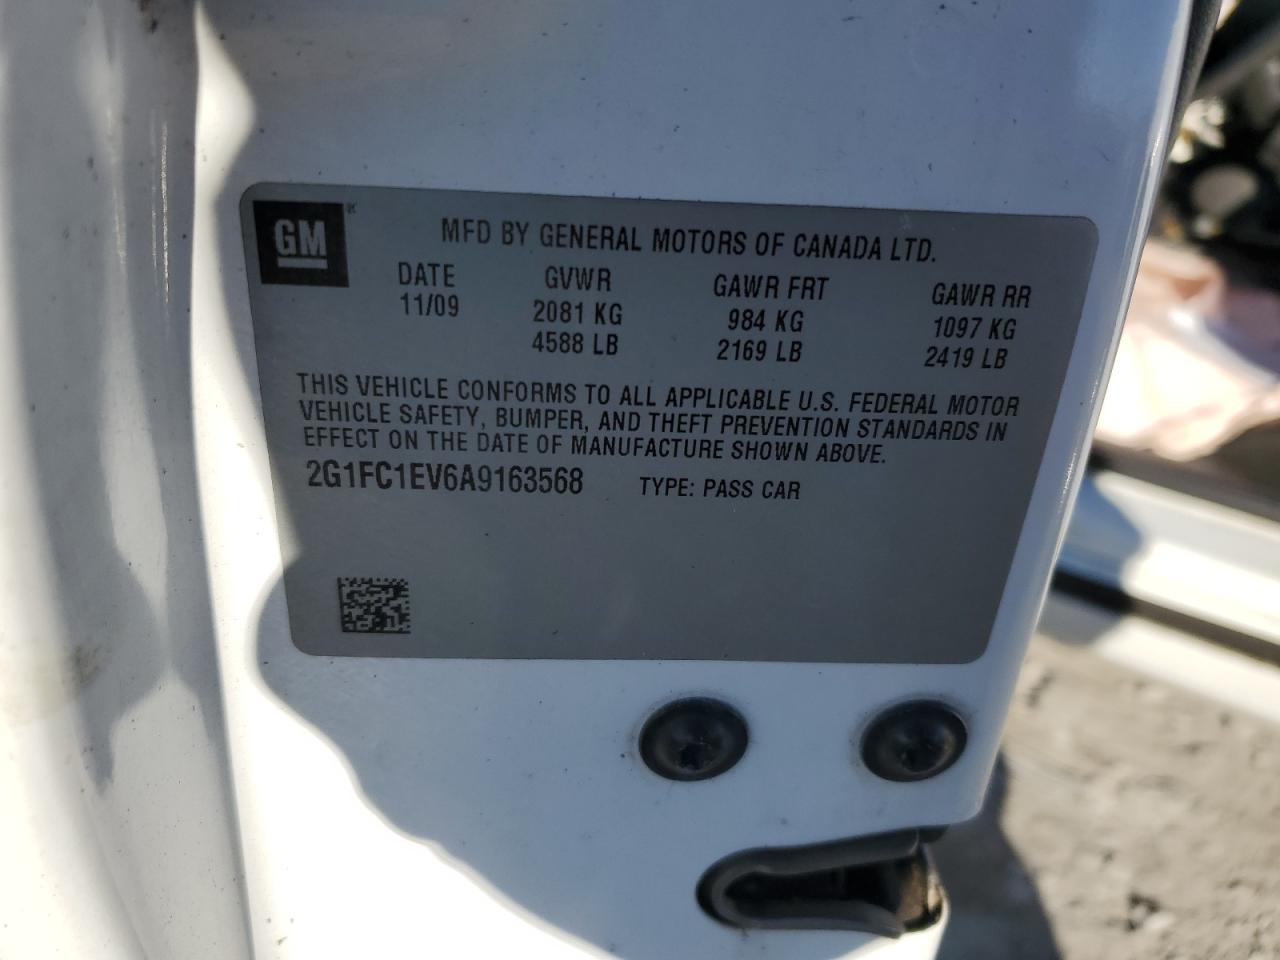 GM
MFD BY GENERAL MOTORS OF CANADA LTD.
DATE GVWR GAWR FRT GAWR RR
11/09 2081 KG 984 KG 1097 KG
4588 LB 2169 LB 2419 LB
THIS VEHICLE CONFORMS TO ALL APPLICABLE U.S. FEDERAL MOTOR
VEHICLE SAFETY, BUMPER, AND THEFT PREVENTION STANDARDS IN
EFFECT ON THE DATE OF MANUFACTURE SHOWN ABOVE.
2G1FC1EV6A9163568 TYPE: PASS CAR